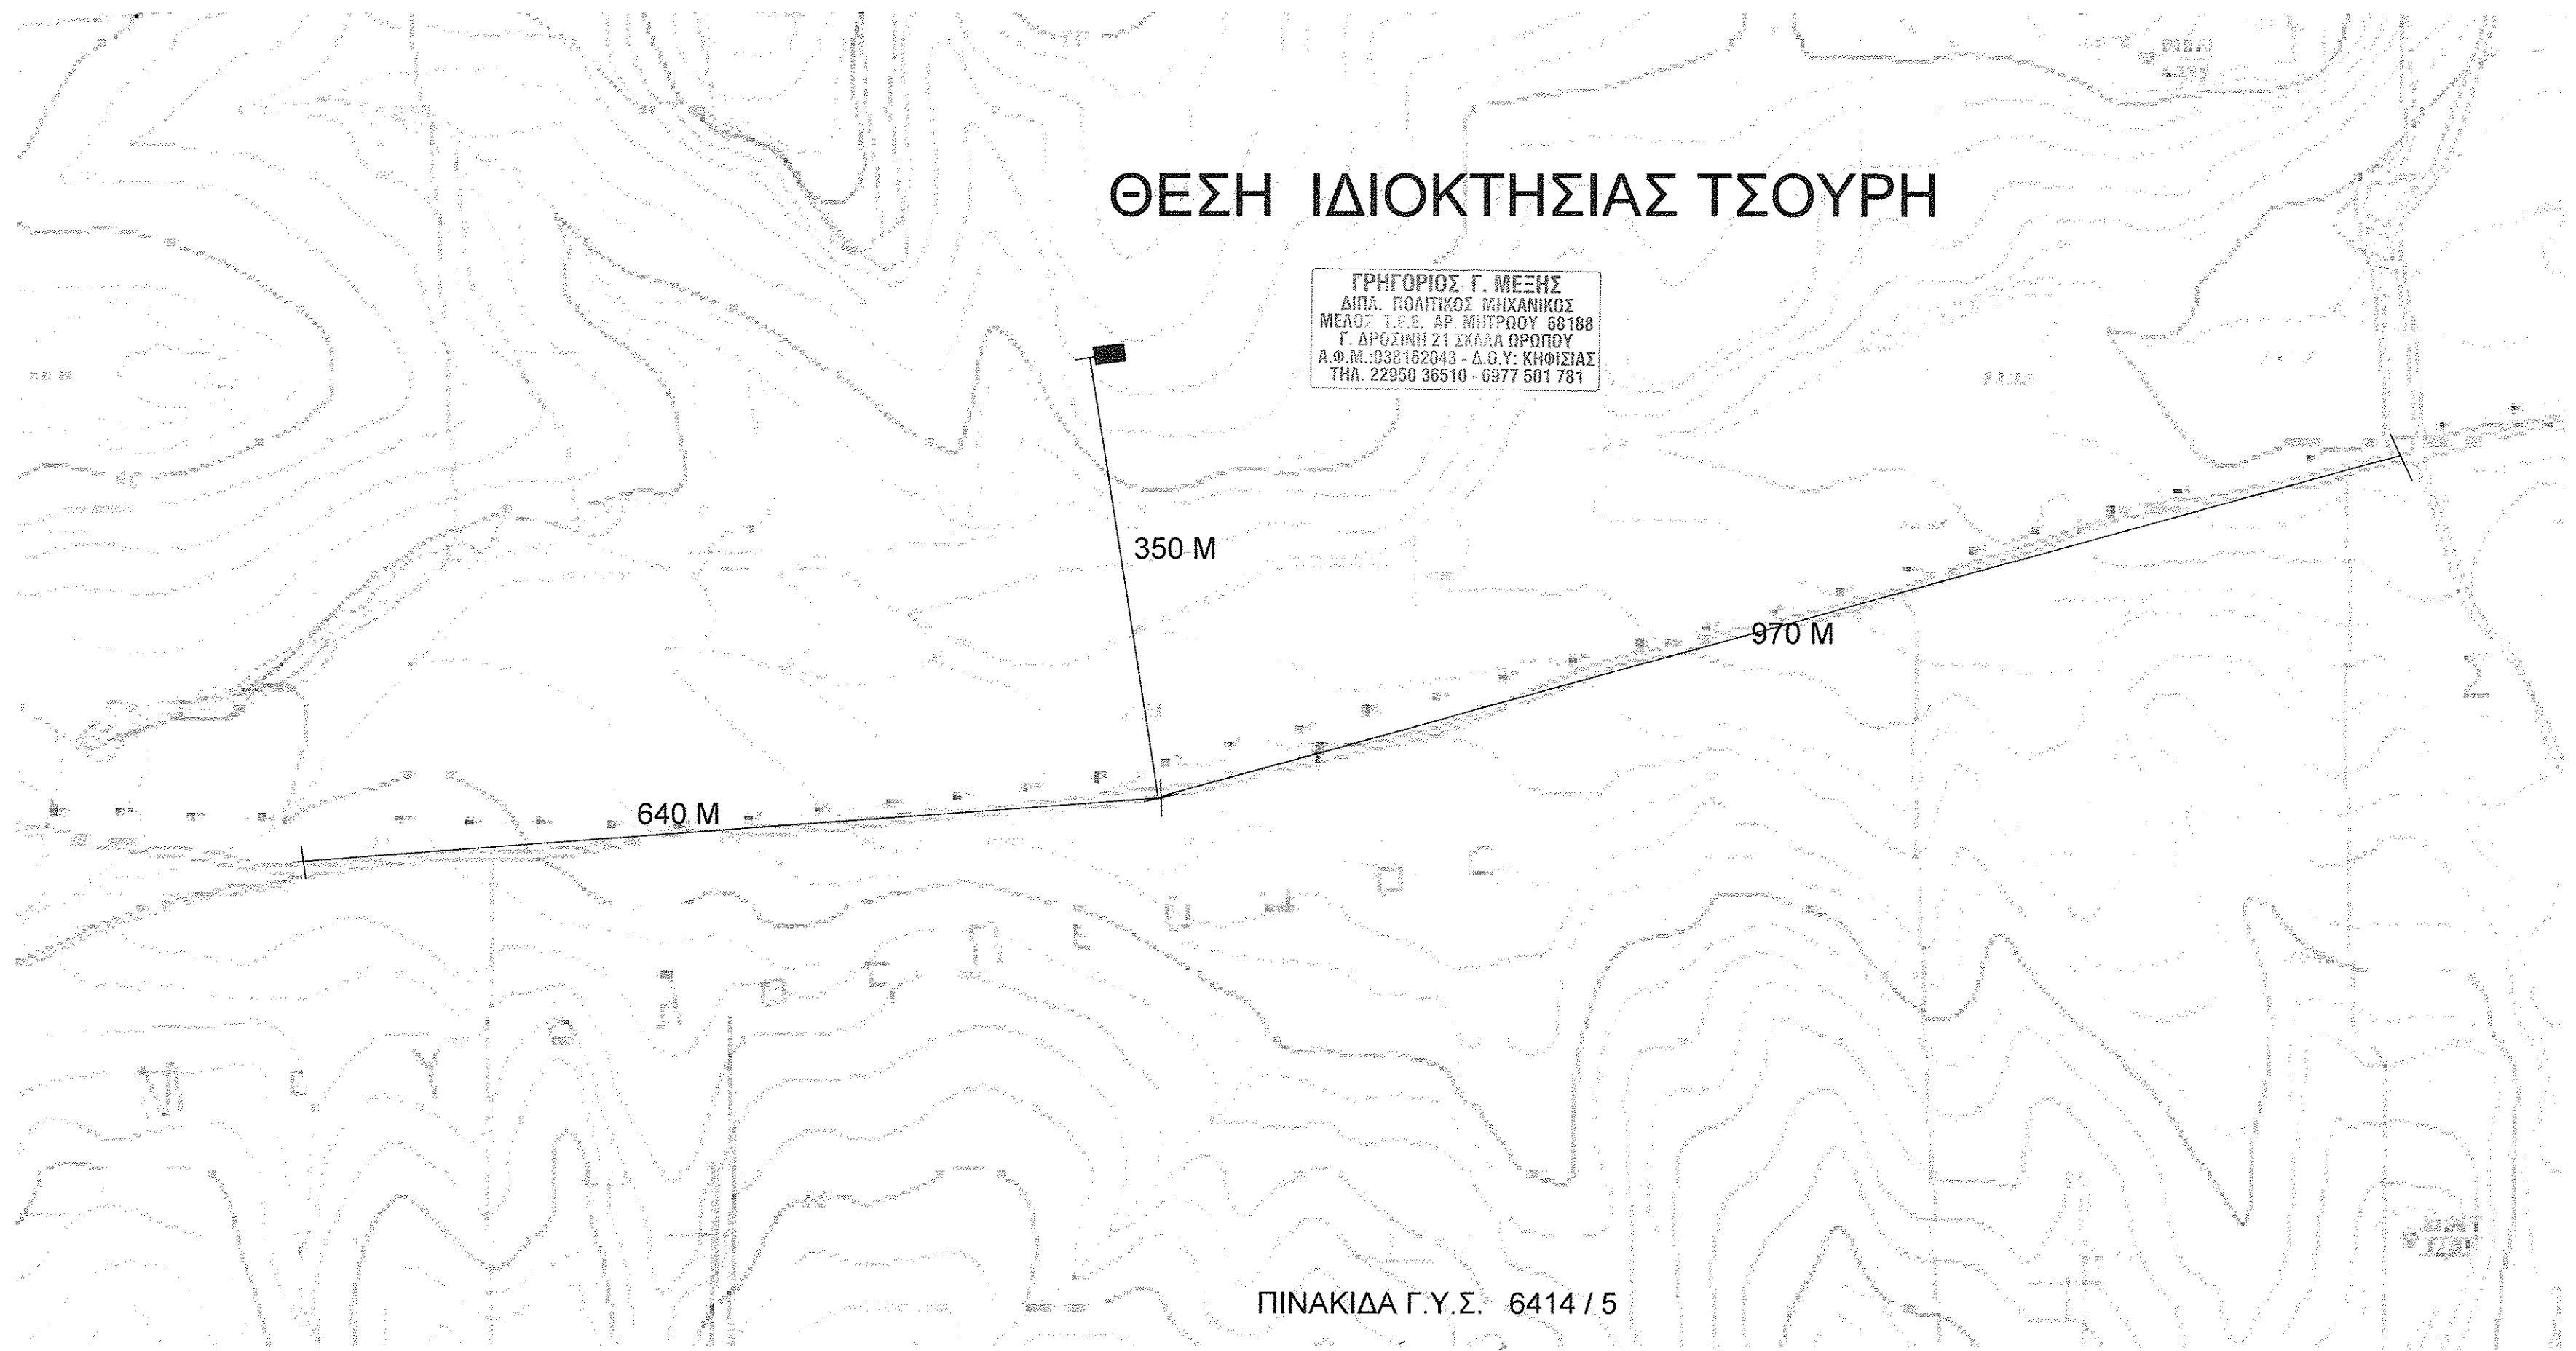 ΘΕΣΗ ΙΔΙΟΚΤΗΣΙΑΣ ΤΣΟΥΡΗ
ΓΡΗΓΟΡΙΟΣ Γ. ΜΕΞΗΣ
ΔΙΠΛ. ΠΟΛΙΤΙΚΟΣ ΜΗΧΑΝΙΚΟΣ
ΜΕΛΟΣ Τ.Ε.Ε. ΑΡ. ΜΗΤΡΩΟΥ 68188
Γ. ΔΡΟΣΙΝΗ 21 ΣΚΑΛΑ ΩΡΩΠΟΥ
Α.Φ.Μ.:038162043 - Δ.Ο.Υ: ΚΗΦΙΣΙΑΣ
ΤΗΛ. 22950 36510 - 6977 501 781
350 M
970 M
640 M
ΠΙΝΑΚΙΔΑ Γ.Υ.Σ. 6414 / 5